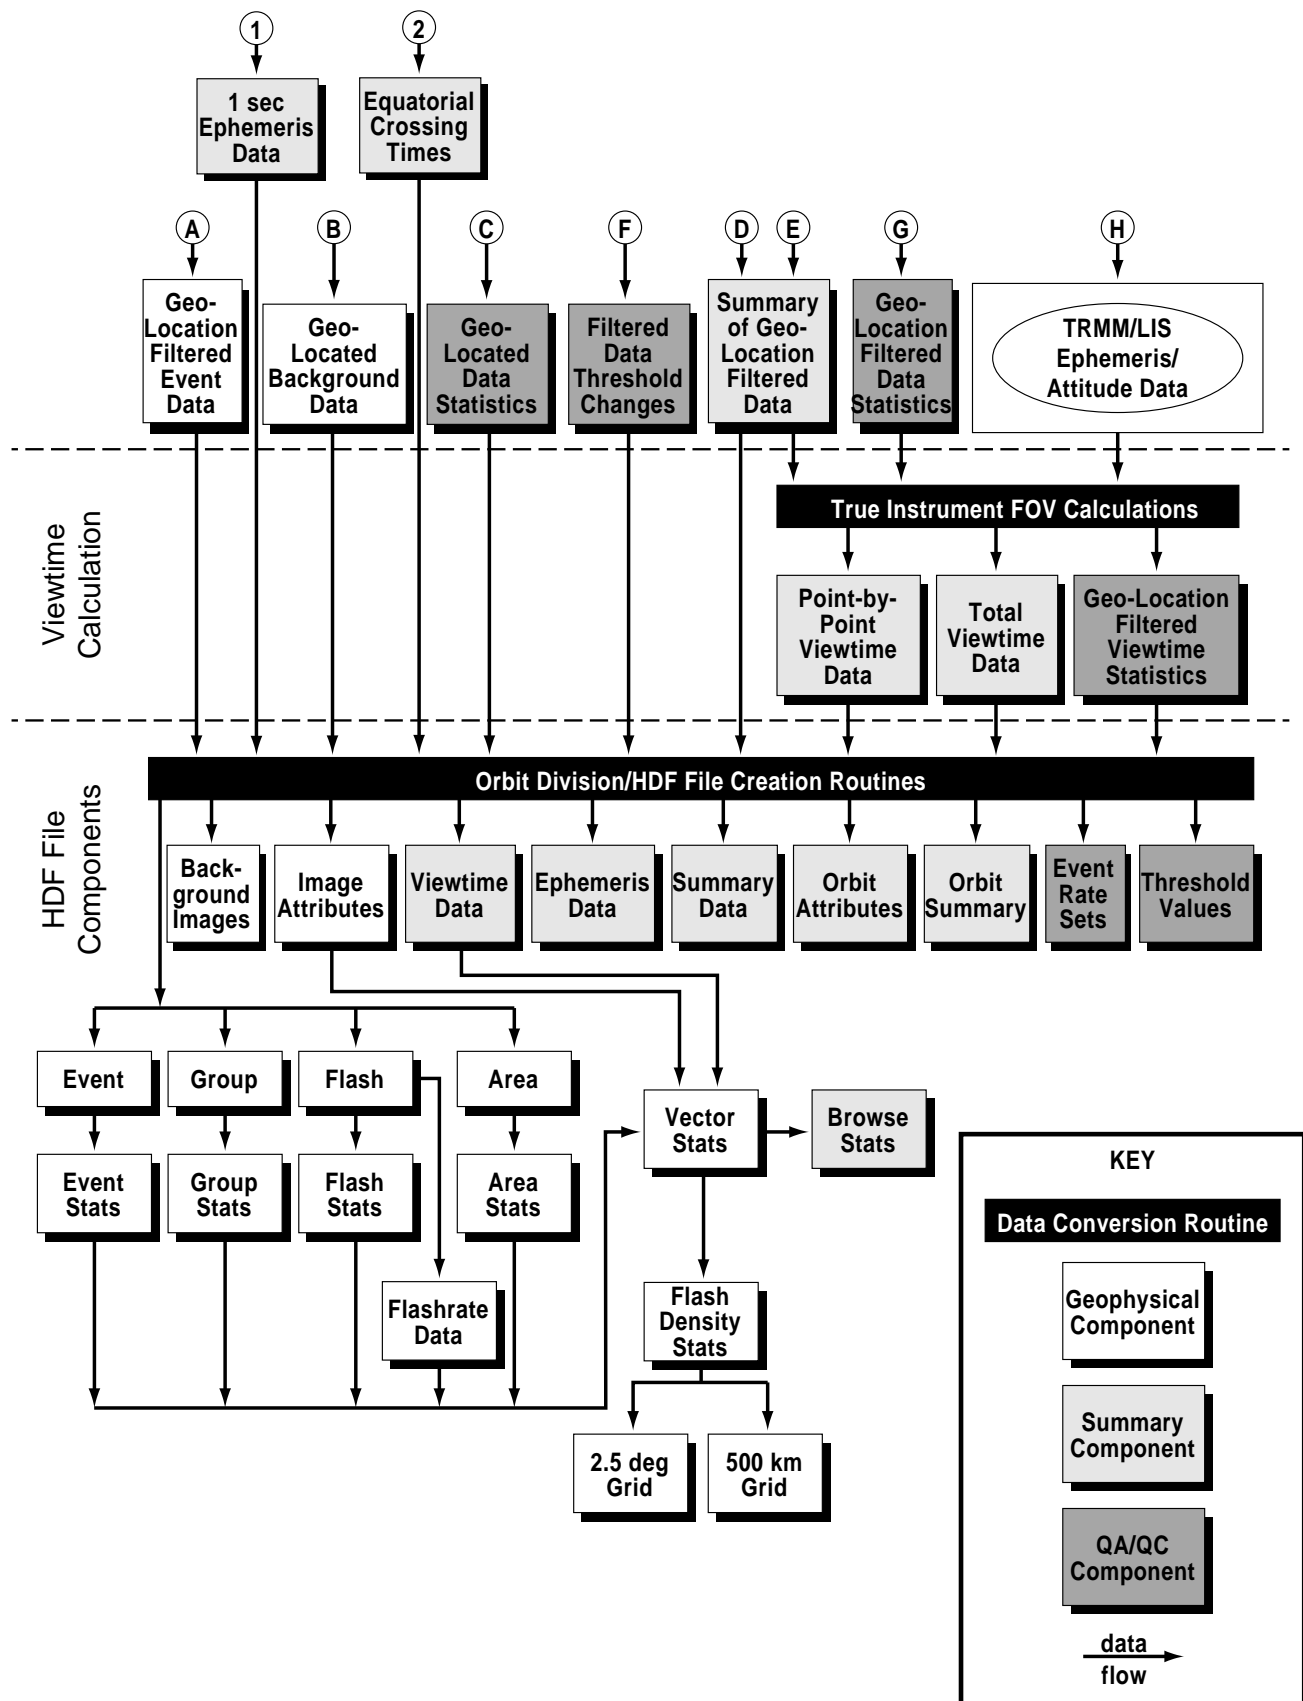 1
2
1 sec
Ephemeris
Data
Equatorial
Crossing
Times
A
B
C
F
D
E
G
H
Geo-
Location
Filtered
Event
Data
Geo-
Located
Background
Data
Geo-
Located
Data
Statistics
Filtered
Data
Threshold
Changes
Summary
of Geo-
Location
Filtered
Data
Geo-
Location
Filtered
Data
Statistics
TRMM/LIS
Ephemeris/
Attitude Data
Viewtime
Calculation
True Instrument FOV Calculations
Point-by-
Point
Viewtime
Data
Total
Viewtime
Data
Geo-Location
Filtered
Viewtime
Statistics
HDF File
Components
Orbit Division/HDF File Creation Routines
Back-
ground
Images
Image
Attributes
Viewtime
Data
Ephemeris
Data
Summary
Data
Orbit
Attributes
Orbit
Summary
Event
Rate
Sets
Threshold
Values
Event
Group
Flash
Area
Vector
Stats
Browse
Stats
Event
Stats
Group
Stats
Flash
Stats
Area
Stats
Flashrate
Data
Flash
Density
Stats
2.5 deg
Grid
500 km
Grid
KEY
Data Conversion Routine
Geophysical
Component
Summary
Component
QA/QC
Component
data
flow